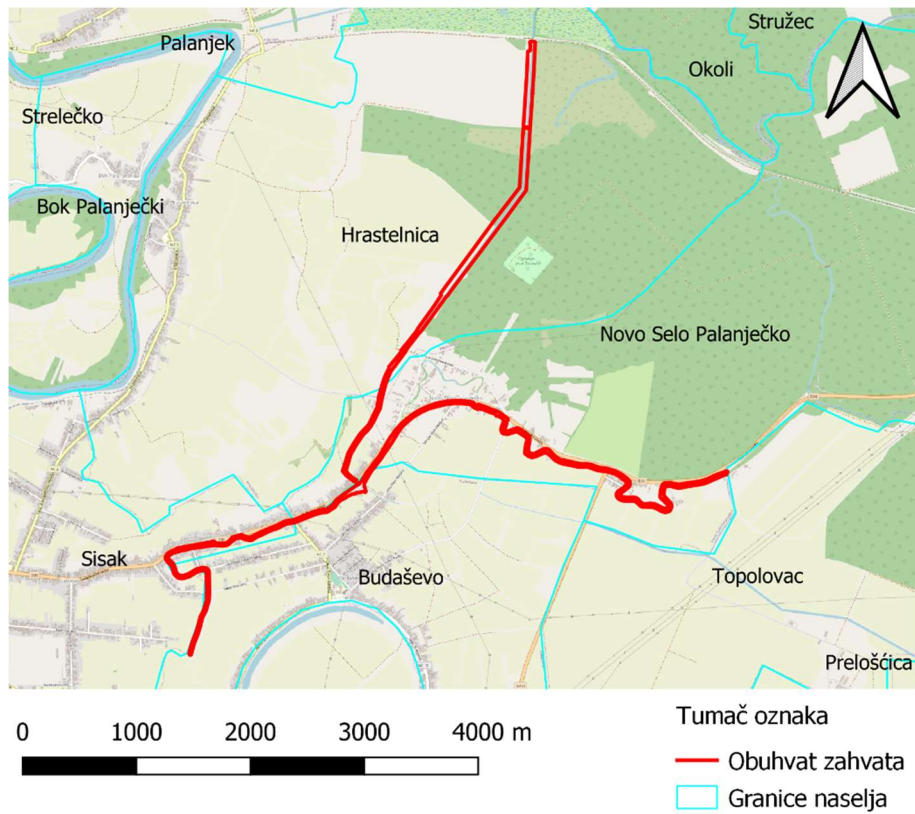 Stružec
Palanjek
Okoli
Strelečko
Bok Palanječki
Hrastelnica
Novo Selo Palanječko
Sisak
Budaševo
Topolovac
Prelošćica
0 1000 2000 3000 4000 m
Tumač oznaka
Obuhvat zahvata
Granice naselja